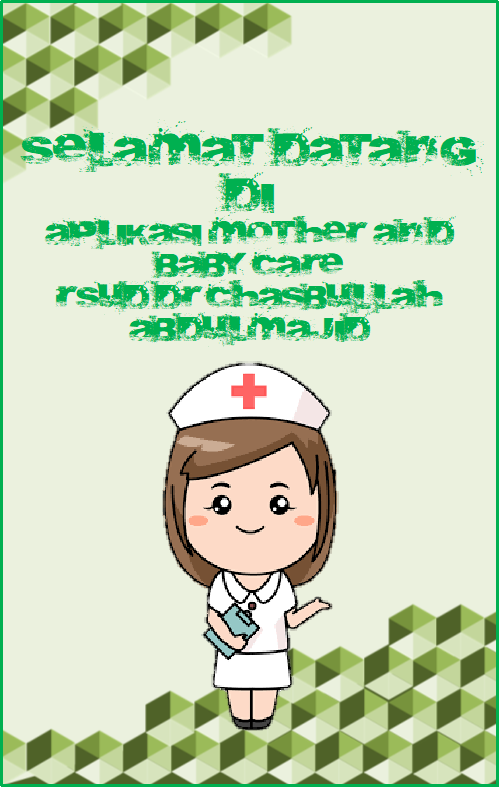 SELAMAT DATANG
DI
APLIKASI MOTHER AND
BABY CARE
RSUD Dr CHASBULLAH
ABDULMAJID